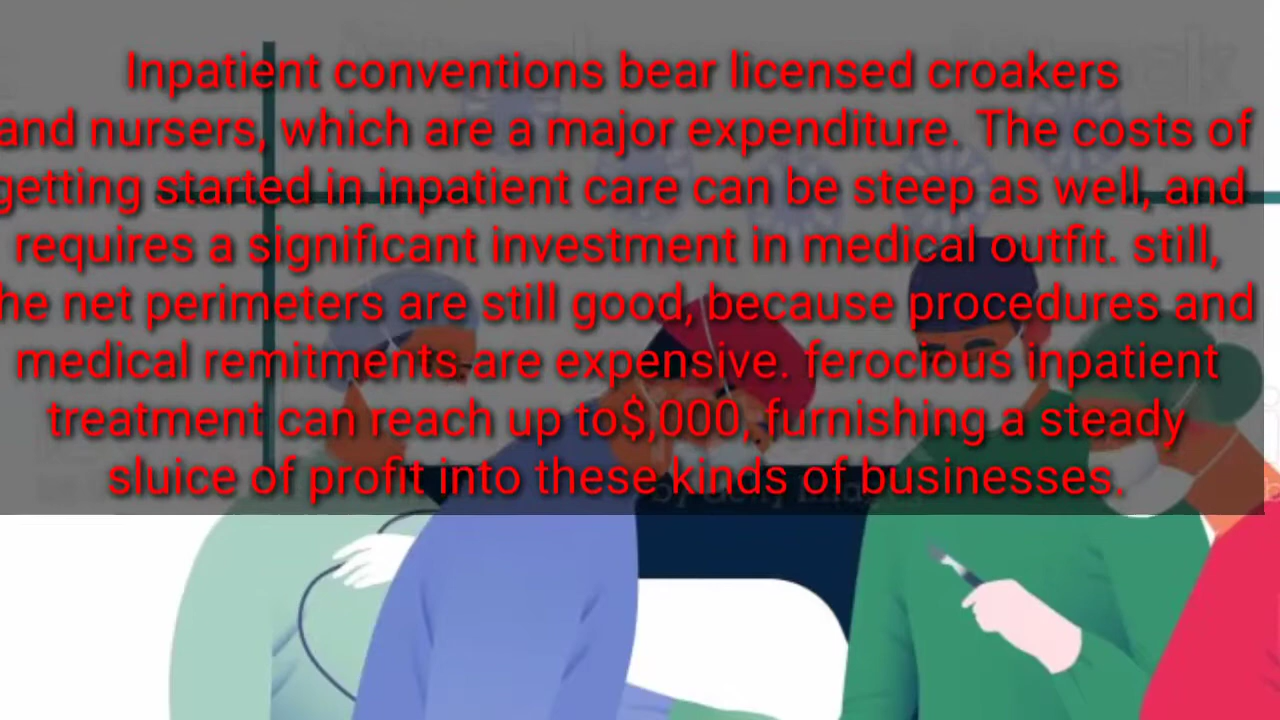 Inpatient conventions bear licensed croakers
and nursers, which are a major expenditure. The costs of
getting started in inpatient care can be steep as well, and
requires a significant investment in medical outfit. still,
he net perimeters are still good, because procedures and
medical remitments are expensive. ferocious inpatient
treatment can reach up to$,000, furnishing a steady
sluice of profit into these kinds of businesses.